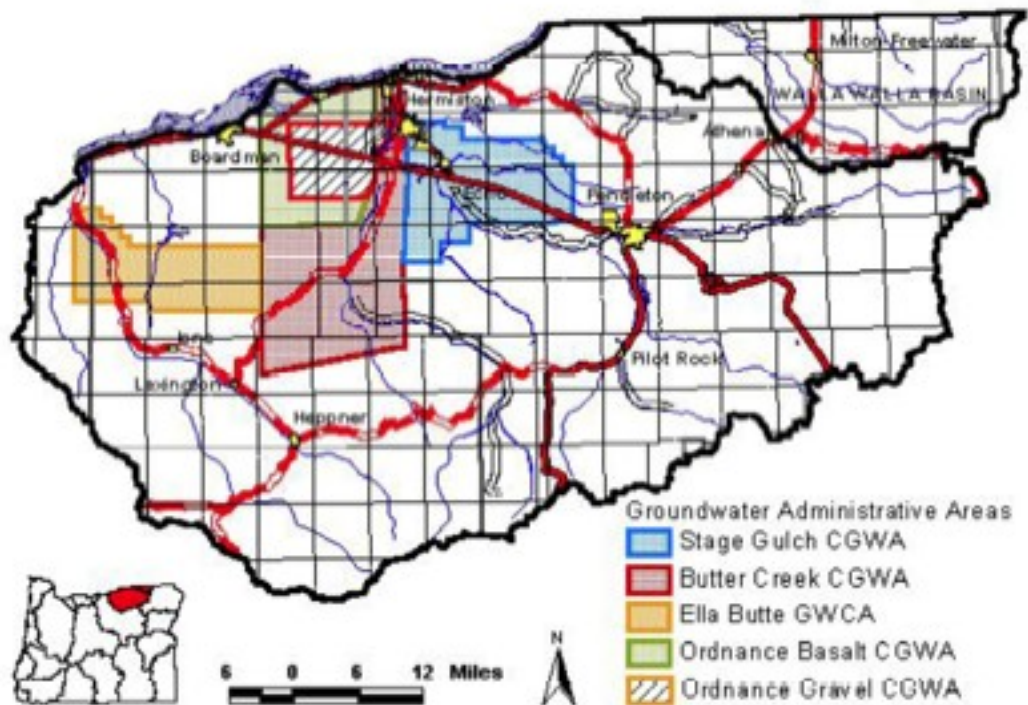 Milton-Freewater
WALLA WALLA BASIN
Hermiston
Athena
Boardman
Pendleton
Ione
Pilot Rock
Lexington
Heppner
Groundwater Administrative Areas
Stage Gulch CGWA
Butter Creek CGWA
Ella Butte GWCA
Ordnance Basalt CGWA
Ordnance Gravel CGWA
N
6 0 6 12 Miles